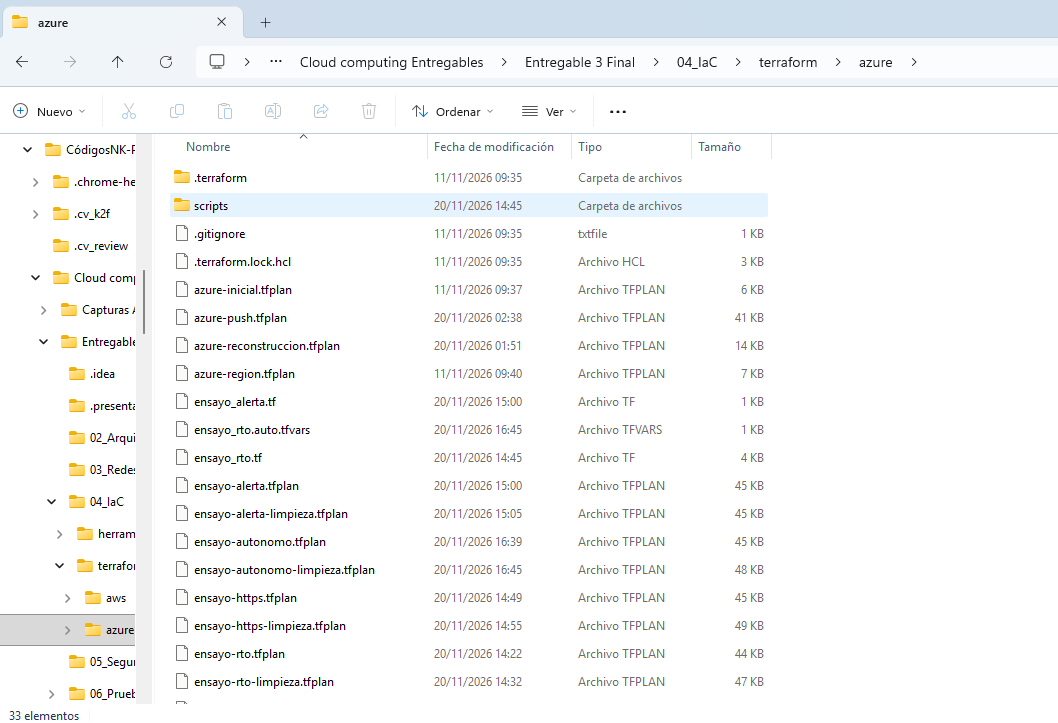 azure
Cloud computing Entregables
Entregable 3 Final
04_IaC
terraform
azure
Nuevo
Ordenar
Ver
CódigosNK-F
.chrome-he
.cv_k2f
.cv_review
Cloud comp
Capturas A
Entregable
.idea
.presenta
02_Arqui
03_Redes
04_IaC
herram
terrafor
aws
azure
05_Segur
06_Prueb
Nombre Fecha de modificación Tipo Tamaño
.terraform 11/11/2026 09:35 Carpeta de archivos
scripts 20/11/2026 14:45 Carpeta de archivos
.gitignore 11/11/2026 09:35 txtfile 1 KB
.terraform.lock.hcl 11/11/2026 09:35 Archivo HCL 3 KB
azure-inicial.tfplan 11/11/2026 09:37 Archivo TFPLAN 6 KB
azure-push.tfplan 20/11/2026 02:38 Archivo TFPLAN 41 KB
azure-reconstruccion.tfplan 20/11/2026 01:51 Archivo TFPLAN 14 KB
azure-region.tfplan 11/11/2026 09:40 Archivo TFPLAN 7 KB
ensayo_alerta.tf 20/11/2026 15:00 Archivo TF 1 KB
ensayo_rto.auto.tfvars 20/11/2026 16:45 Archivo TFVARS 1 KB
ensayo_rto.tf 20/11/2026 14:45 Archivo TF 4 KB
ensayo-alerta.tfplan 20/11/2026 15:00 Archivo TFPLAN 45 KB
ensayo-alerta-limpieza.tfplan 20/11/2026 15:05 Archivo TFPLAN 45 KB
ensayo-autonomo.tfplan 20/11/2026 16:39 Archivo TFPLAN 45 KB
ensayo-autonomo-limpieza.tfplan 20/11/2026 16:45 Archivo TFPLAN 48 KB
ensayo-https.tfplan 20/11/2026 14:49 Archivo TFPLAN 45 KB
ensayo-https-limpieza.tfplan 20/11/2026 14:55 Archivo TFPLAN 49 KB
ensayo-rto.tfplan 20/11/2026 14:22 Archivo TFPLAN 44 KB
ensayo-rto-limpieza.tfplan 20/11/2026 14:32 Archivo TFPLAN 47 KB
33 elementos